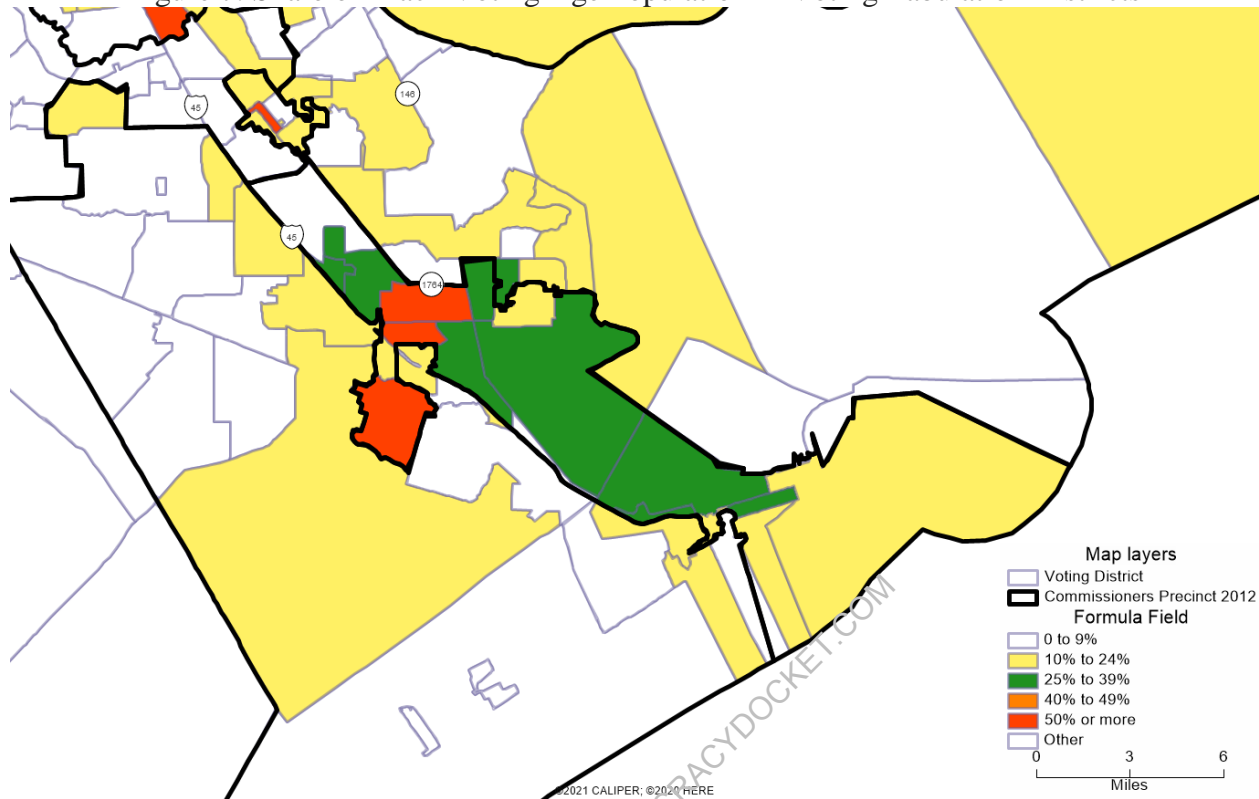 146
45
45
1764
Map layers
Voting District
Commissioners Precinct 2012
Formula Field
0 to 9%
10% to 24%
25% to 39%
40% to 49%
50% or more
Other
0 3 6
Miles
©2021 CALIPER; ©2020 HERE
RACYDOCKET.COM